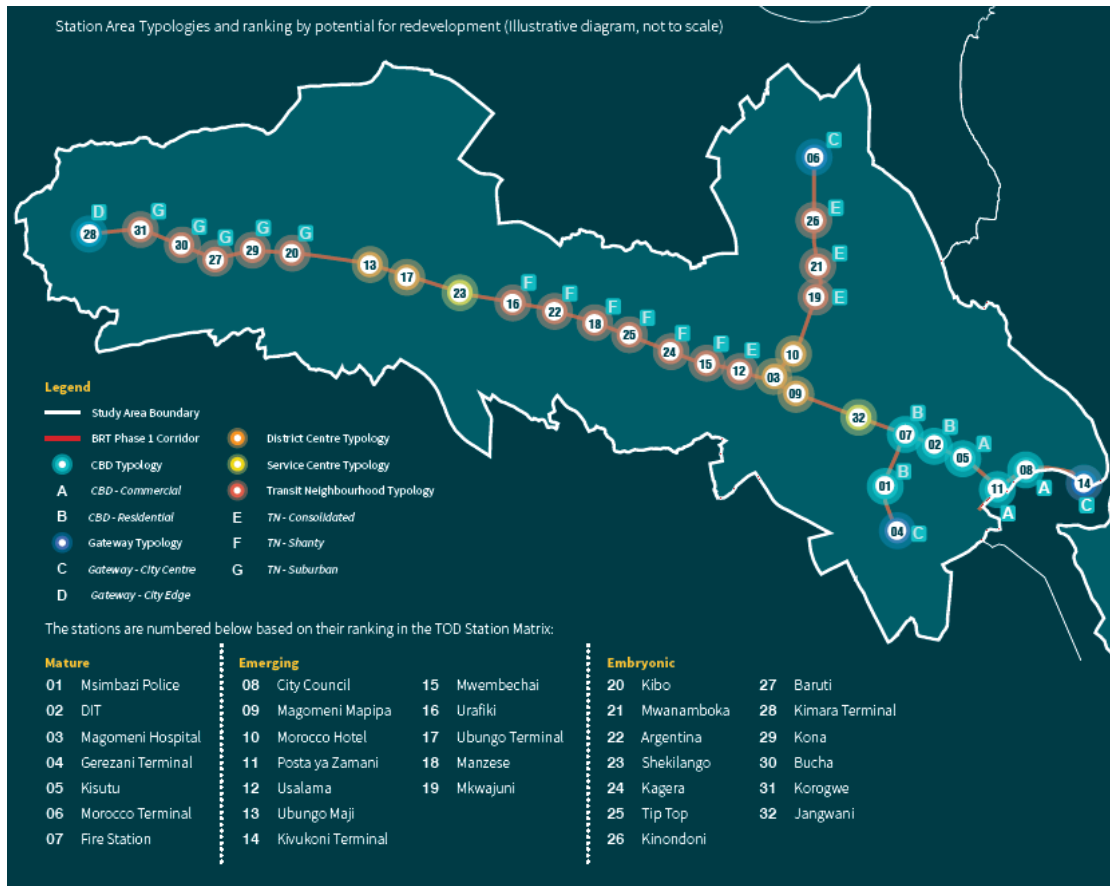 Station Area Typologies and ranking by potential for redevelopment (Illustrative diagram, not to scale)
C
06
E
26
E
21
E
19
10
D
28
G
31
G
30
G
27
G
29
G
20
13
17
23
F
16
F
22
F
18
F
25
F
24
F
15
E
12
03
09
32
B
07
B
02
A
05
B
01
C
04
A
11
A
08
C
14
Legend
Study Area Boundary
BRT Phase 1 Corridor
CBD Typology
A CBD - Commercial
B CBD - Residential
Gateway Typology
C Gateway - City Centre
D Gateway - City Edge
District Centre Typology
Service Centre Typology
Transit Neighbourhood Typology
E TN - Consolidated
F TN - Shanty
G TN - Suburban
The stations are numbered below based on their ranking in the TOD Station Matrix:
Mature
01 Msimbazi Police
02 DIT
03 Magomeni Hospital
04 Gerezani Terminal
05 Kisutu
06 Morocco Terminal
07 Fire Station
Emerging
08 City Council
09 Magomeni Mapipa
10 Morocco Hotel
11 Posta ya Zamani
12 Usalama
13 Ubungo Maji
14 Kivukoni Terminal
15 Mwembechai
16 Urafiki
17 Ubungo Terminal
18 Manzese
19 Mkwajuni
Embryonic
20 Kibo
21 Mwanamboka
22 Argentina
23 Shekilango
24 Kagera
25 Tip Top
26 Kinondoni
27 Baruti
28 Kimara Terminal
29 Kona
30 Bucha
31 Korogwe
32 Jangwani